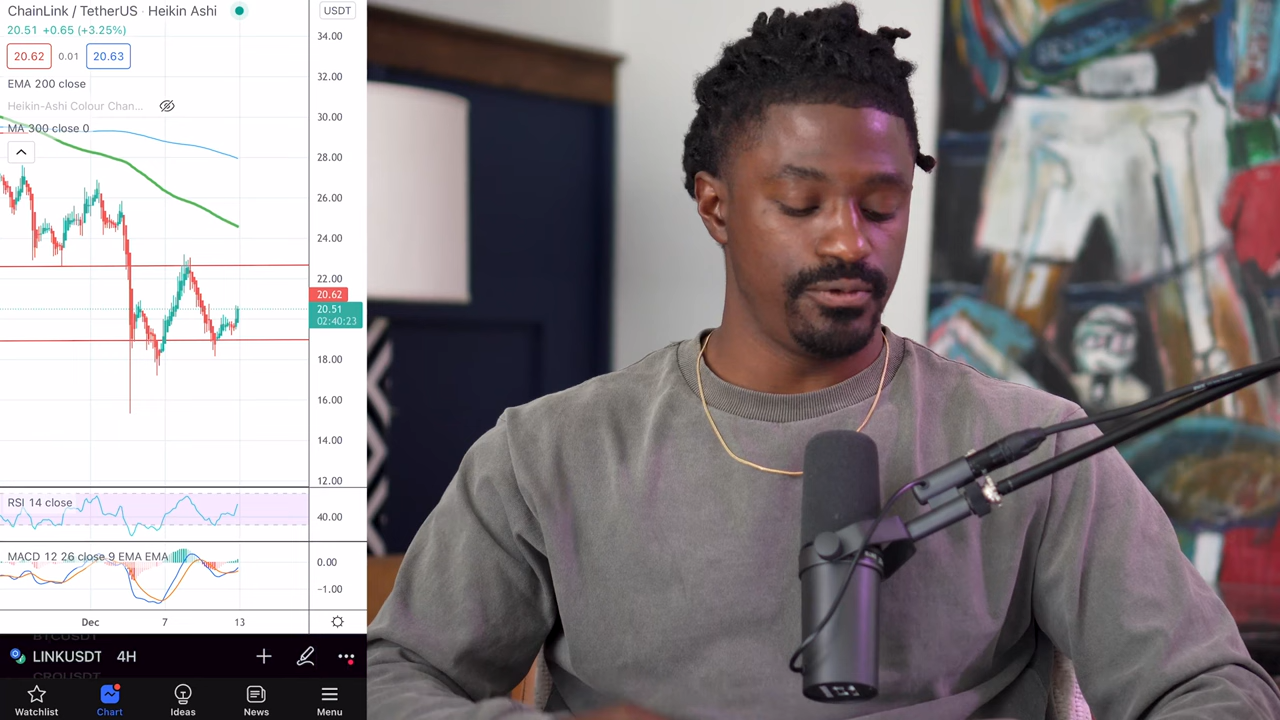 ChainLink / TetherUS · Heikin Ashi
USDT
20.51 +0.65 (+3.25%)
20.62 0.01 20.63
EMA 200 close
Heikin-Ashi Colour Chan...
MA 300 close 0
34.00
32.00
30.00
28.00
26.00
24.00
22.00
20.62
20.51
02:40:23
18.00
16.00
14.00
12.00
RSI 14 close
40.00
MACD 12 26 close 9 EMA EMA
0.00
−1.00
Dec 7 13
BTCUSDT
LINKUSDT 4H
CROUSDT
Watchlist Chart Ideas News Menu